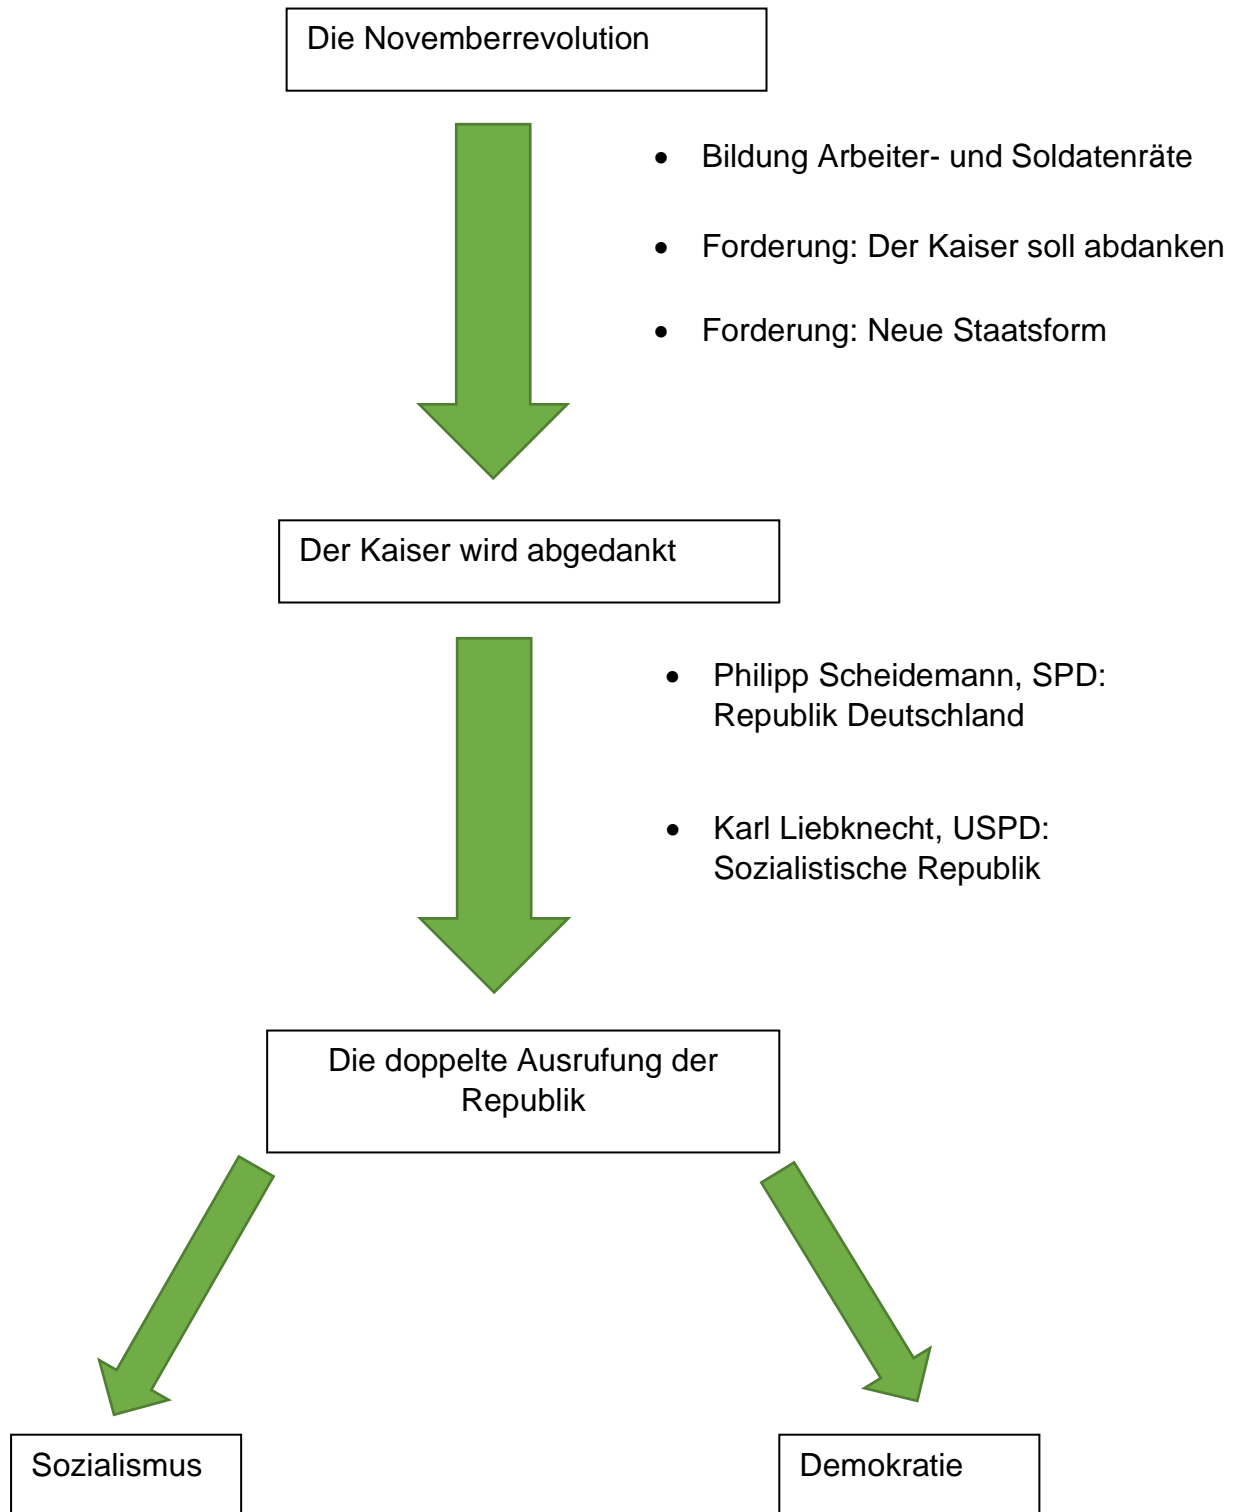 Die Novemberrevolution
• Bildung Arbeiter- und Soldatenräte
• Forderung: Der Kaiser soll abdanken
• Forderung: Neue Staatsform
Der Kaiser wird abgedankt
• Philipp Scheidemann, SPD:
Republik Deutschland
• Karl Liebknecht, USPD:
Sozialistische Republik
Die doppelte Ausrufung der
Republik
Sozialismus
Demokratie